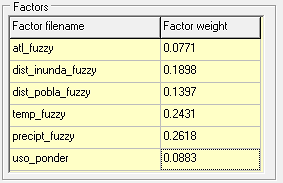 Factors
Factor filename Factor weight
atl_fuzzy 0.0771
dist_inunda_fuzzy 0.1898
dist_pobla_fuzzy 0.1397
temp_fuzzy 0.2431
precipt_fuzzy 0.2618
uso_ponder 0.0883